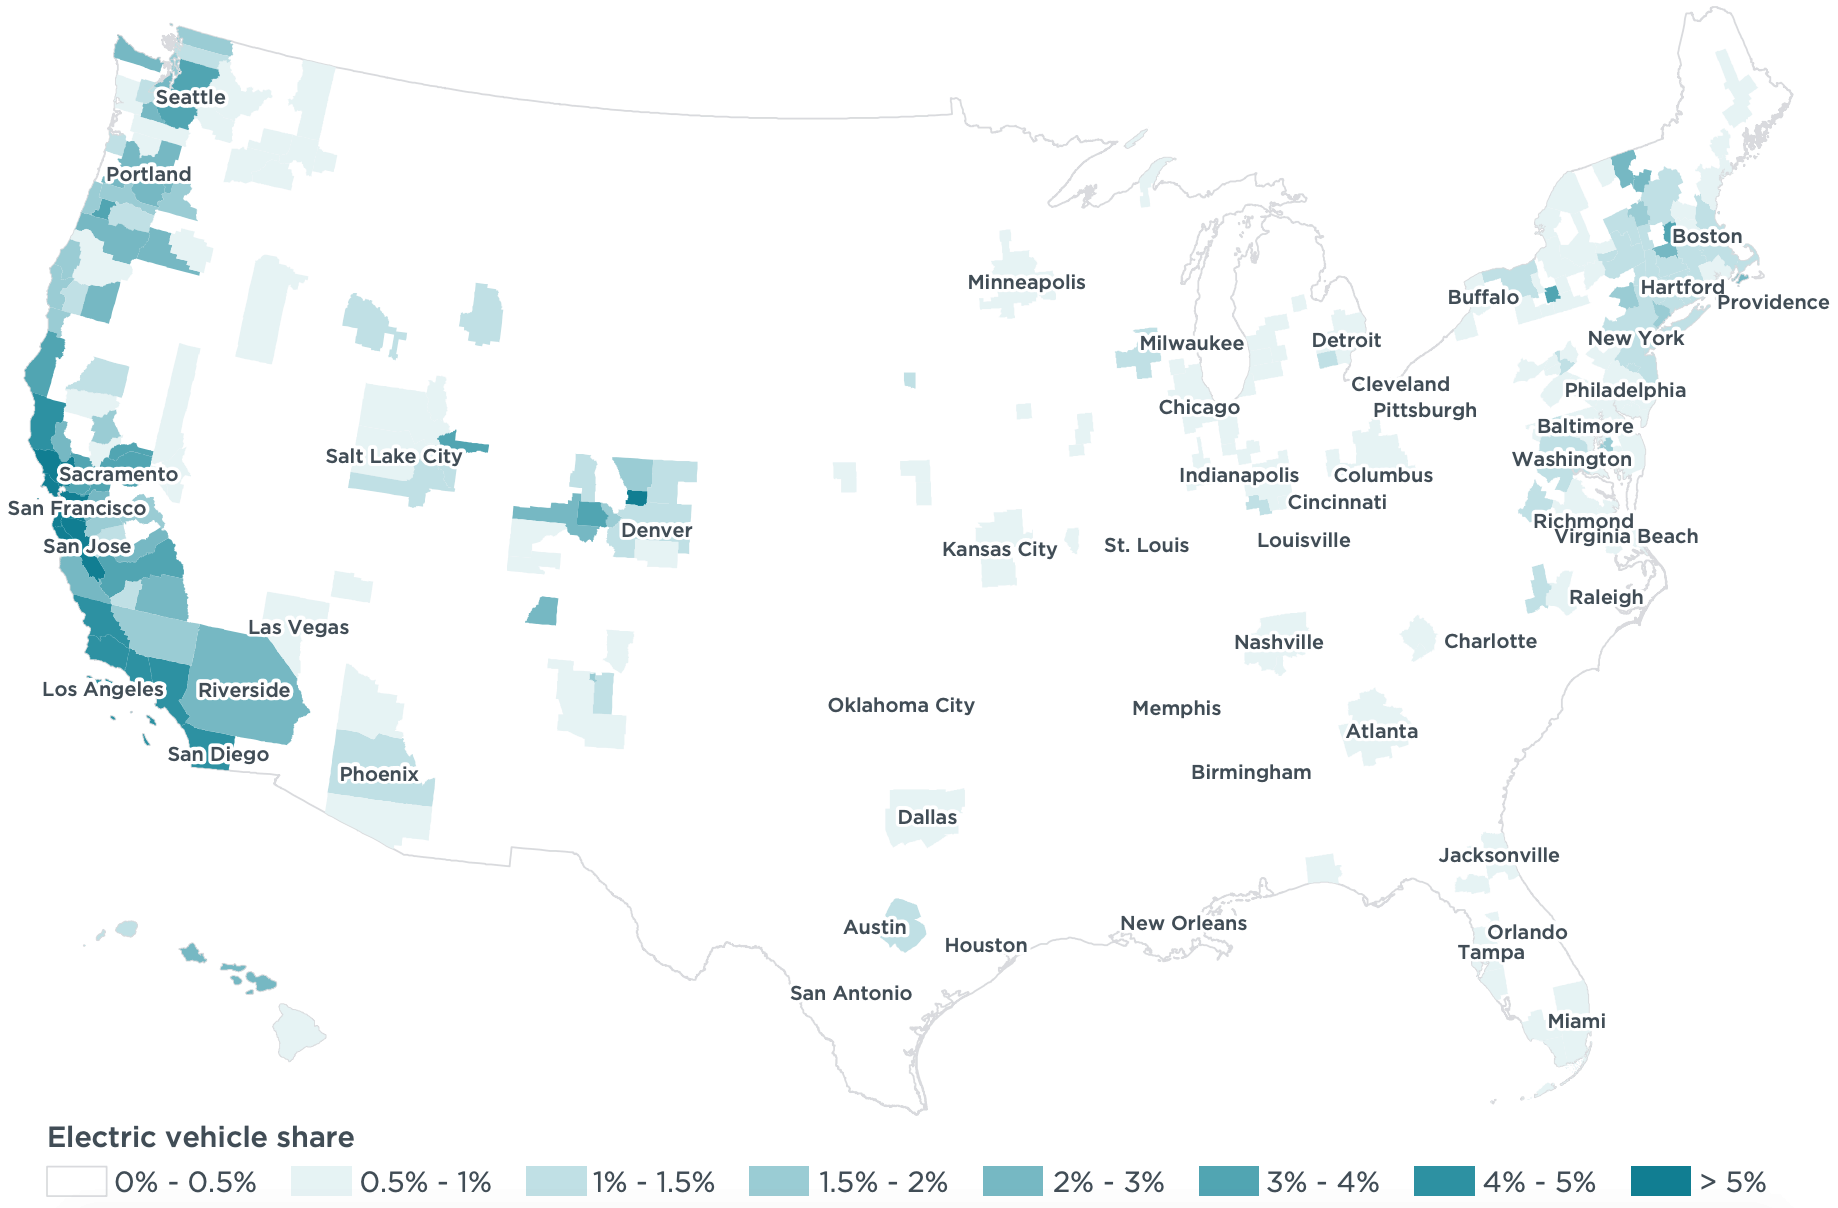 Seattle
Portland
Boston
Minneapolis
Buffalo
Hartford
Providence
New York
Milwaukee
Detroit
Cleveland
Philadelphia
Chicago
Pittsburgh
Baltimore
Salt Lake City
Washington
Sacramento
Indianapolis
Columbus
San Francisco
Cincinnati
Denver
Richmond
Virginia Beach
San Jose
Kansas City
St. Louis
Louisville
Raleigh
Las Vegas
Nashville
Charlotte
Los Angeles
Riverside
Oklahoma City
Memphis
Atlanta
San Diego
Phoenix
Birmingham
Dallas
Jacksonville
Austin
New Orleans
Orlando
Houston
Tampa
San Antonio
Miami
Electric vehicle share
0% - 0.5% 0.5% - 1% 1% - 1.5% 1.5% - 2% 2% - 3% 3% - 4% 4% - 5% > 5%